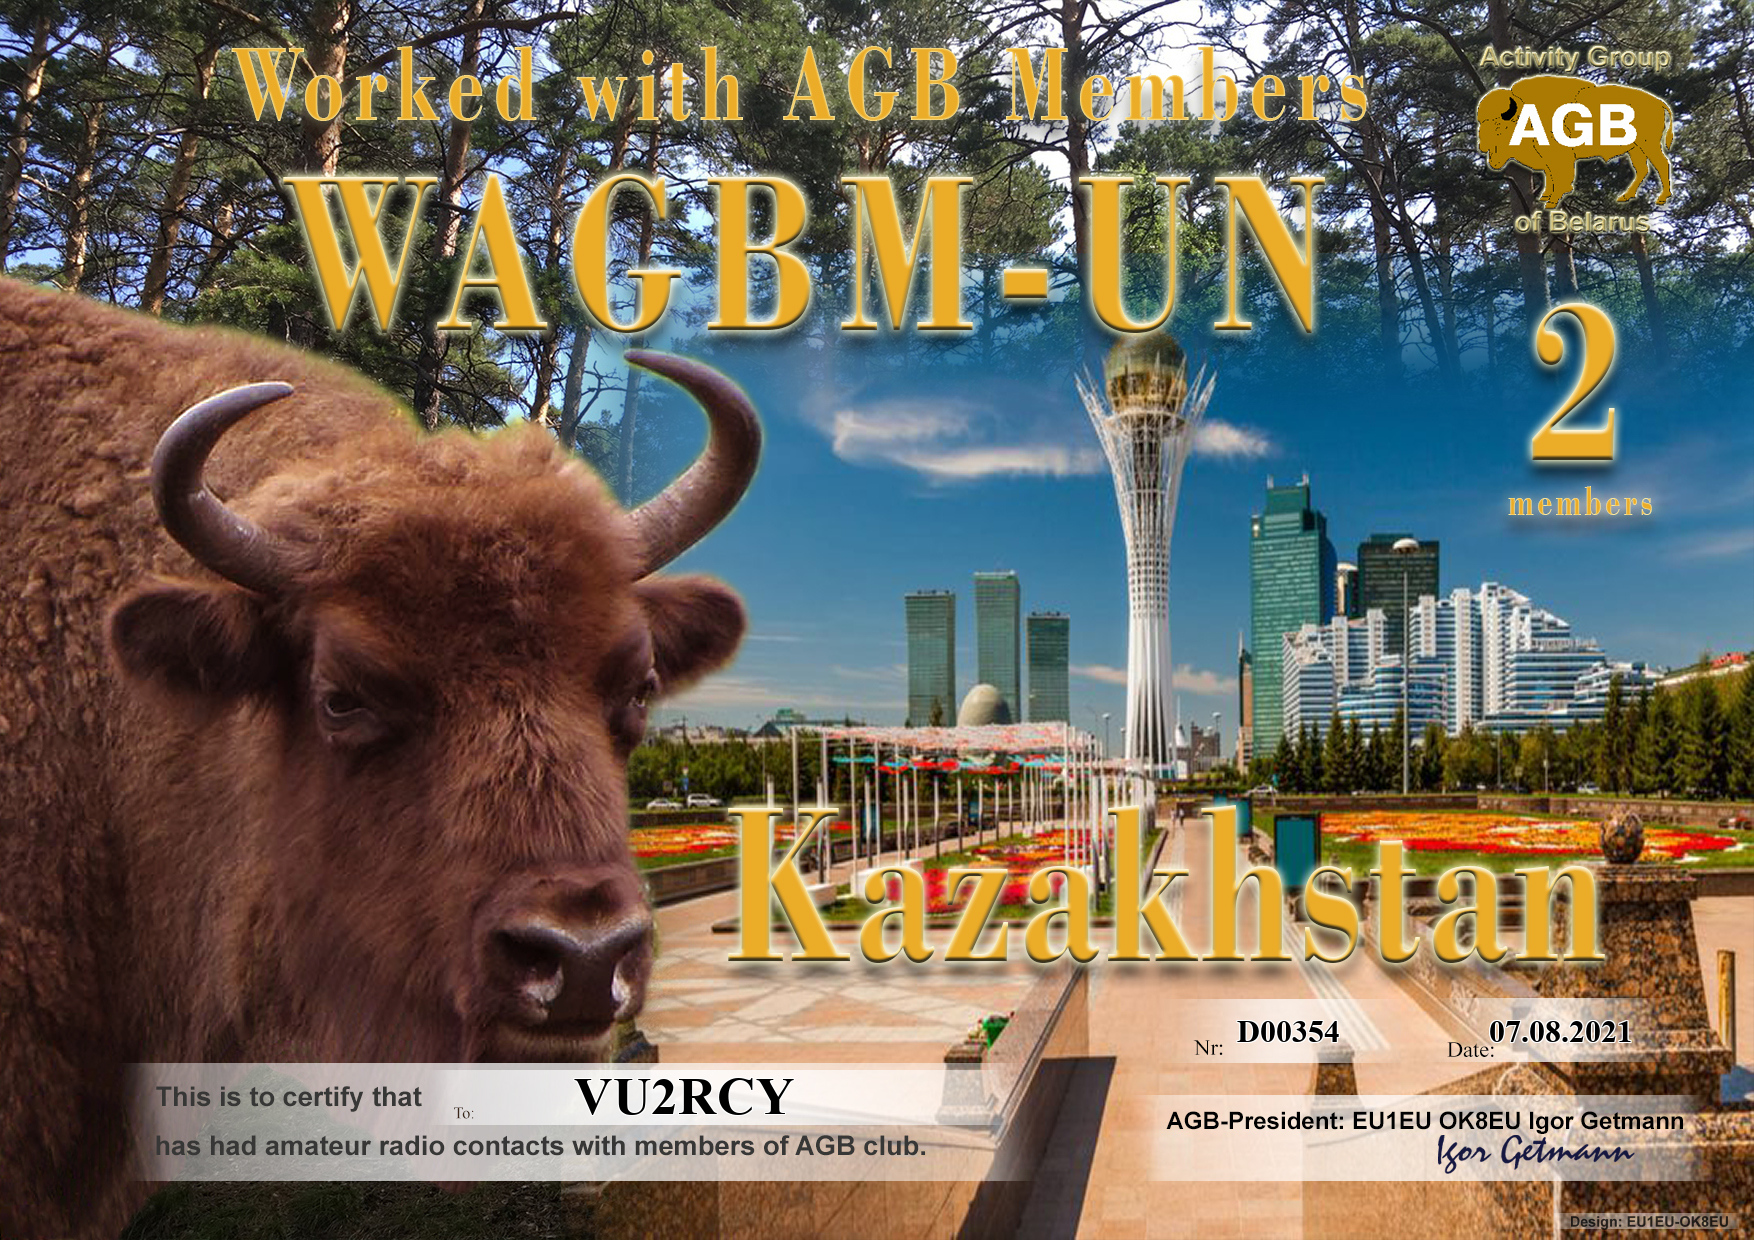 Worked with AGB Members
Activity Group
AGB
of Belarus
WAGBM-UN
2
members
Kazakhstan
Nr: D00354
Date: 07.08.2021
This is to certify that To: VU2RCY
has had amateur radio contacts with members of AGB club.
AGB-President: EU1EU OK8EU Igor Getmann
Igor Getmann
Design: EU1EU-OK8EU